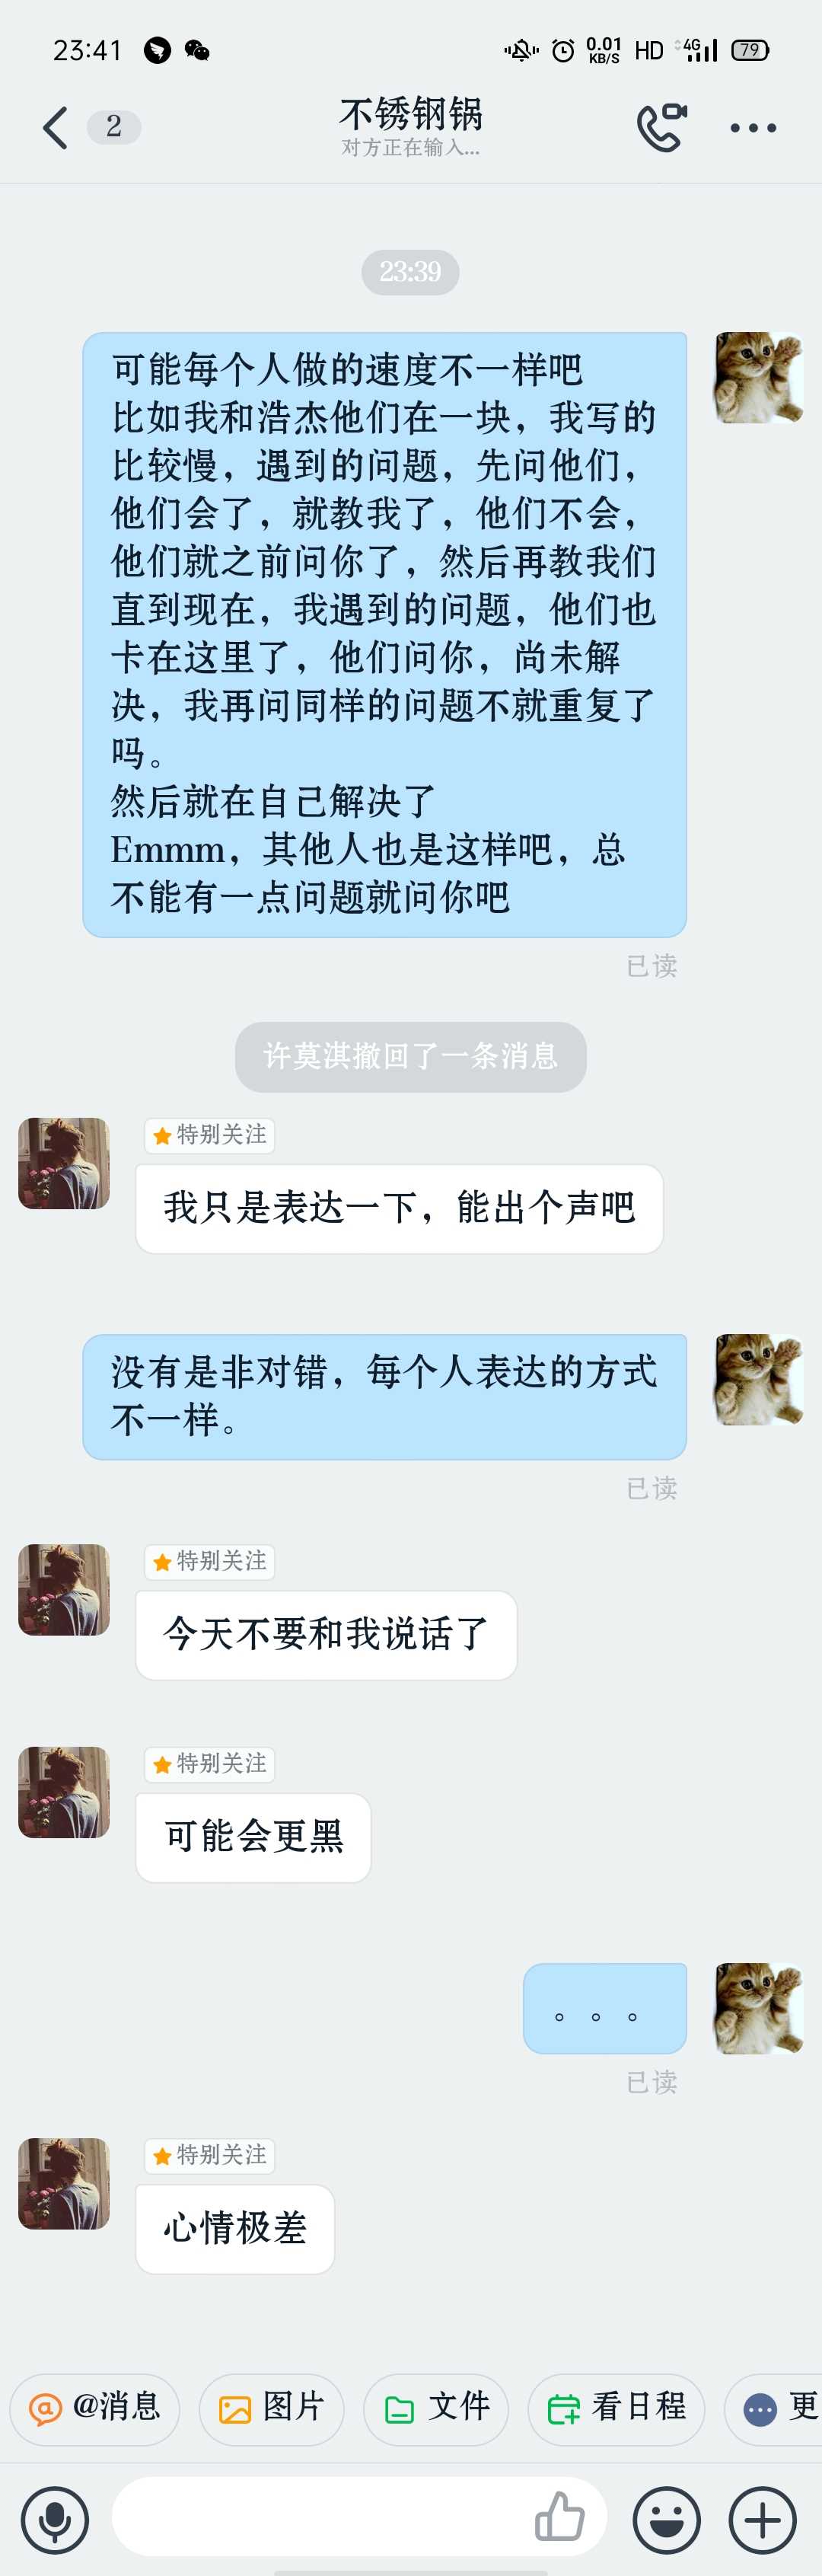 23:41
0.01
KB/S
HD
4G
79
2
不锈钢锅
对方正在输入...
23:39
可能每个人做的速度不一样吧
比如我和浩杰他们在一块，我写的
比较慢，遇到的问题，先问他们，
他们会了，就教我了，他们不会，
他们就之前问你了，然后再教我们
直到现在，我遇到的问题，他们也
卡在这里了，他们问你，尚未解
决，我再问同样的问题不就重复了
吗。
然后就在自己解决了
Emmm，其他人也是这样吧，总
不能有一点问题就问你吧
已读
许莫淇撤回了一条消息
特别关注
我只是表达一下，能出个声吧
没有是非对错，每个人表达的方式
不一样。
已读
特别关注
今天不要和我说话了
特别关注
可能会更黑
。。。
已读
特别关注
心情极差
@消息
图片
文件
看日程
更